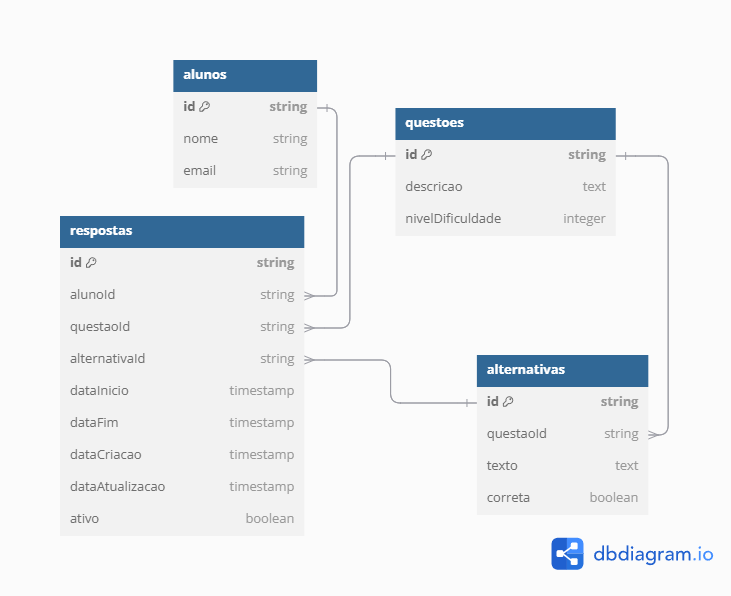 alunos
id string
nome string
email string
questoes
id string
descricao text
nivelDificuldade integer
respostas
id string
alunoId string
questaoId string
alternativaId string
dataInicio timestamp
dataFim timestamp
dataCriacao timestamp
dataAtualizacao timestamp
ativo boolean
alternativas
id string
questaoId string
texto text
correta boolean
dbdiagram.io